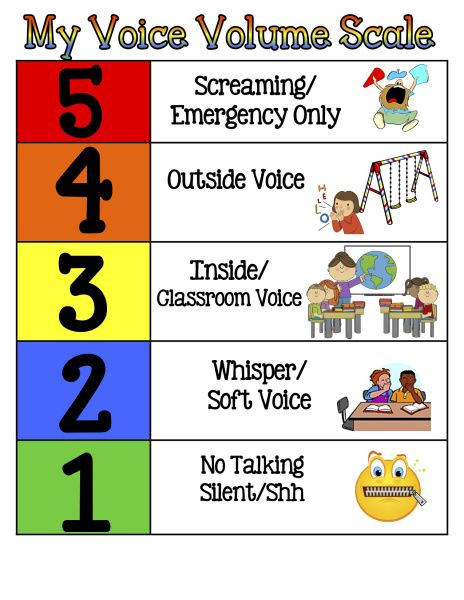 My Voice Volume Scale
5
Screaming/
Emergency Only
4
Outside Voice
HELLO
3
Inside/
Classroom Voice
2
Whisper/
Soft Voice
1
No Talking
Silent/Shh